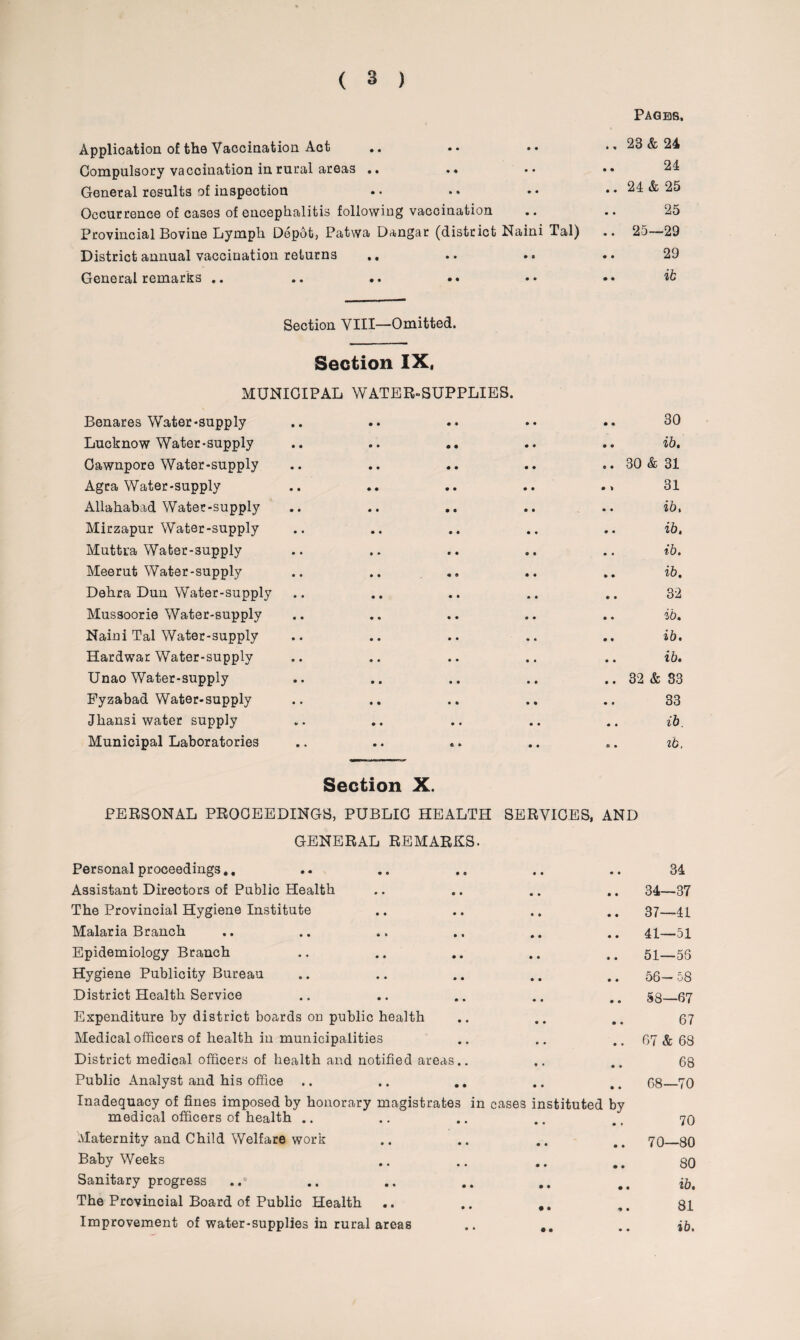 ( 3 )
PAGES.
Application of the Vaccination Act .. .. .. .. 23 & 24
Compulsory vaccination in rural areas .. .. .. .. 24
General results of inspection .. .. .. .. 24 & 25
Occurrence of cases of encephalitis following vaccination .. .. 25
Provincial Bovine Lymph Depôt, Patwa Dangar (district Naini Tal) .. 25—29
District annual vaccination returns .. .. .. .. 29
General remarks .. .. .. .. .. .. ib
Section VIII—Omitted.
Section IX.
MUNICIPAL WATER-SUPPLIES.
Benares Water-supply .. .. .. .. .. 30
Lucknow Water-supply .. .. .. .. .. ib.
Cawnpore Water-supply .. .. .. .. .. 30 & 31
Agra Water-supply .. .. .. .. .. 31
Allahabad Water-supply .. .. .. .. .. ib.
Mirzapur Water-supply .. .. .. .. .. ib.
Muttra Water-supply .. .. .. .. .. ib.
Meerut Water-supply .. .. .. .. .. ib.
Dehra Dun Water-supply .. .. .. .. .. 32
Mussoorie Water-supply .. .. .. .. .. ib.
Naini Tal Water-supply .. .. .. .. .. ib.
Hardwar Water-supply .. .. .. .. .. ib.
Unao Water-supply .. .. .. .. .. 32 & 33
Fyzabad Water-supply .. .. .. .. .. 33
Jhansi water supply .. .. .. .. .. ib.
Municipal Laboratories .. .. .. .. .. ib.
Section X.
PERSONAL PROCEEDINGS, PUBLIC HEALTH SERVICES, AND
GENERAL REMARKS.
Personal proceedings.. .. .. .. .. .. 34
Assistant Directors of Public Health .. .. .. .. 34—37
The Provincial Hygiene Institute .. .. .. .. 37—41
Malaria Branch .. .. .. .. .. .. 41—51
Epidemiology Branch .. .. .. .. .. 51—56
Hygiene Publicity Bureau .. .. .. .. .. 56—58
District Health Service .. .. .. .. .. 58—67
Expenditure by district boards on public health .. .. .. 67
Medical officers of health in municipalities .. .. .. 67 & 68
District medical officers of health and notified areas.. .. .. 68
Public Analyst and his office .. .. .. .. .. 68—70
Inadequacy of fines imposed by honorary magistrates in cases instituted by
medical officers of health .. .. .. .. .. 70
Maternity and Child Welfare work .. .. .. .. 70—80
Baby Weeks .. .. .. .. 80
Sanitary progress .. .. .. .. .. .. ib.
The Provincial Board of Public Health .. .. .. .. 81
Improvement of water-supplies in rural areas .. .. .. ib.